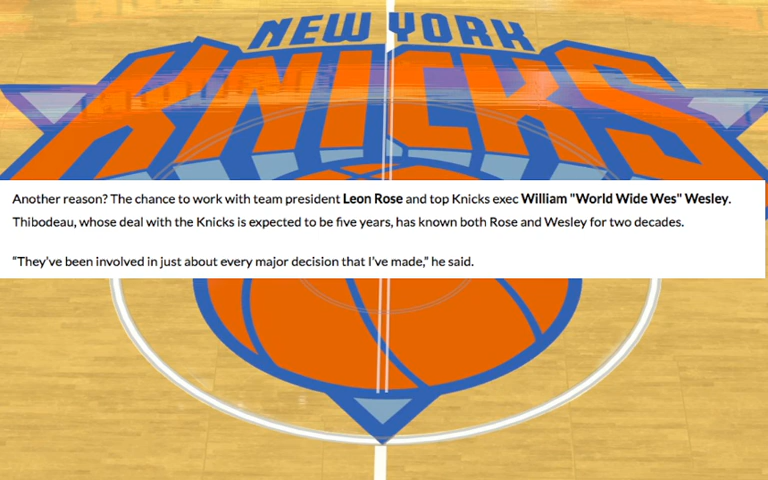 NEW YORK
KNICKS
Another reason? The chance to work with team president Leon Rose and top Knicks exec William "World Wide Wes" Wesley.
Thibodeau, whose deal with the Knicks is expected to be five years, has known both Rose and Wesley for two decades.
“They’ve been involved in just about every major decision that I’ve made,” he said.